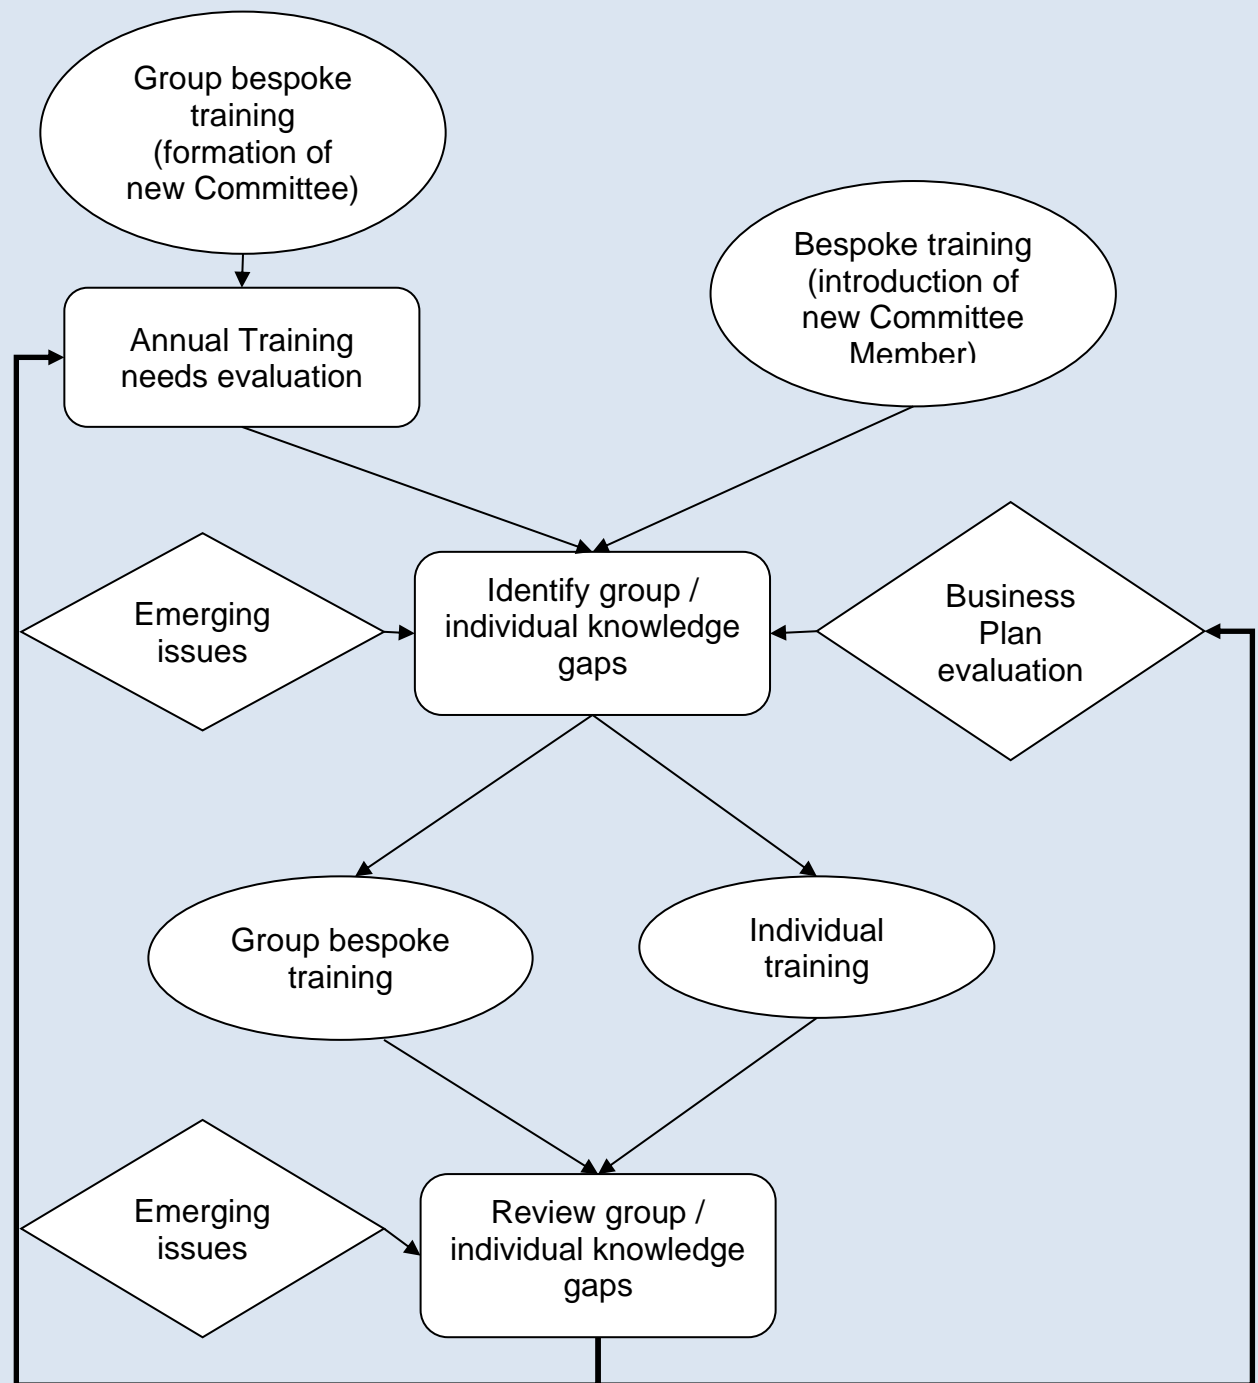 Group bespoke
training
(formation of
new Committee)
Bespoke training
(introduction of
new Committee
Member)
Annual Training
needs evaluation
Emerging
issues
Identify group /
individual knowledge
gaps
Business
Plan
evaluation
Group bespoke
training
Individual
training
Emerging
issues
Review group /
individual knowledge
gaps